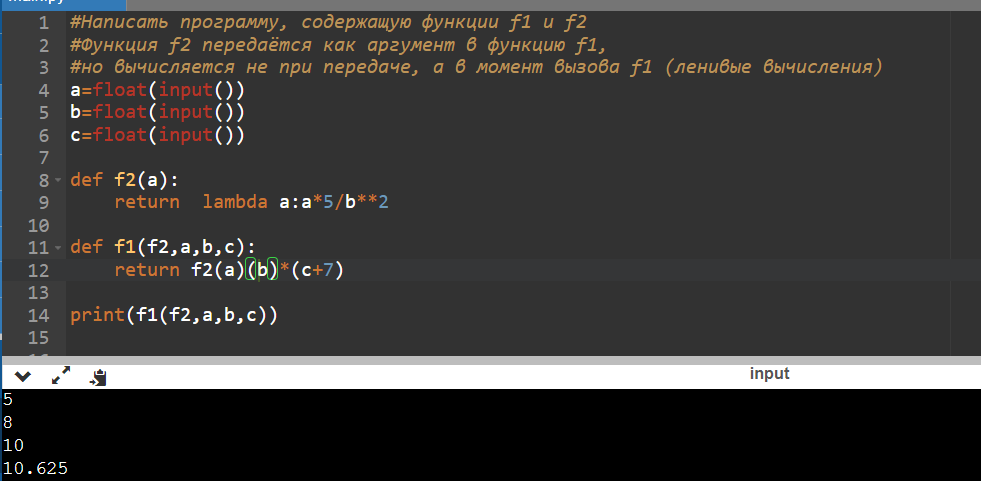 1 #Написать программу, содержащую функции f1 и f2
2 #Функция f2 передаётся как аргумент в функцию f1,
3 #но вычисляется не при передаче, а в момент вызова f1 (ленивые вычисления)
4 a=float(input())
5 b=float(input())
6 c=float(input())
7
8 def f2(a):
9     return  lambda a:a*5/b**2
10
11 def f1(f2,a,b,c):
12     return f2(a)(b)*(c+7)
13
14 print(f1(f2,a,b,c))
15
input
5
8
10
10.625